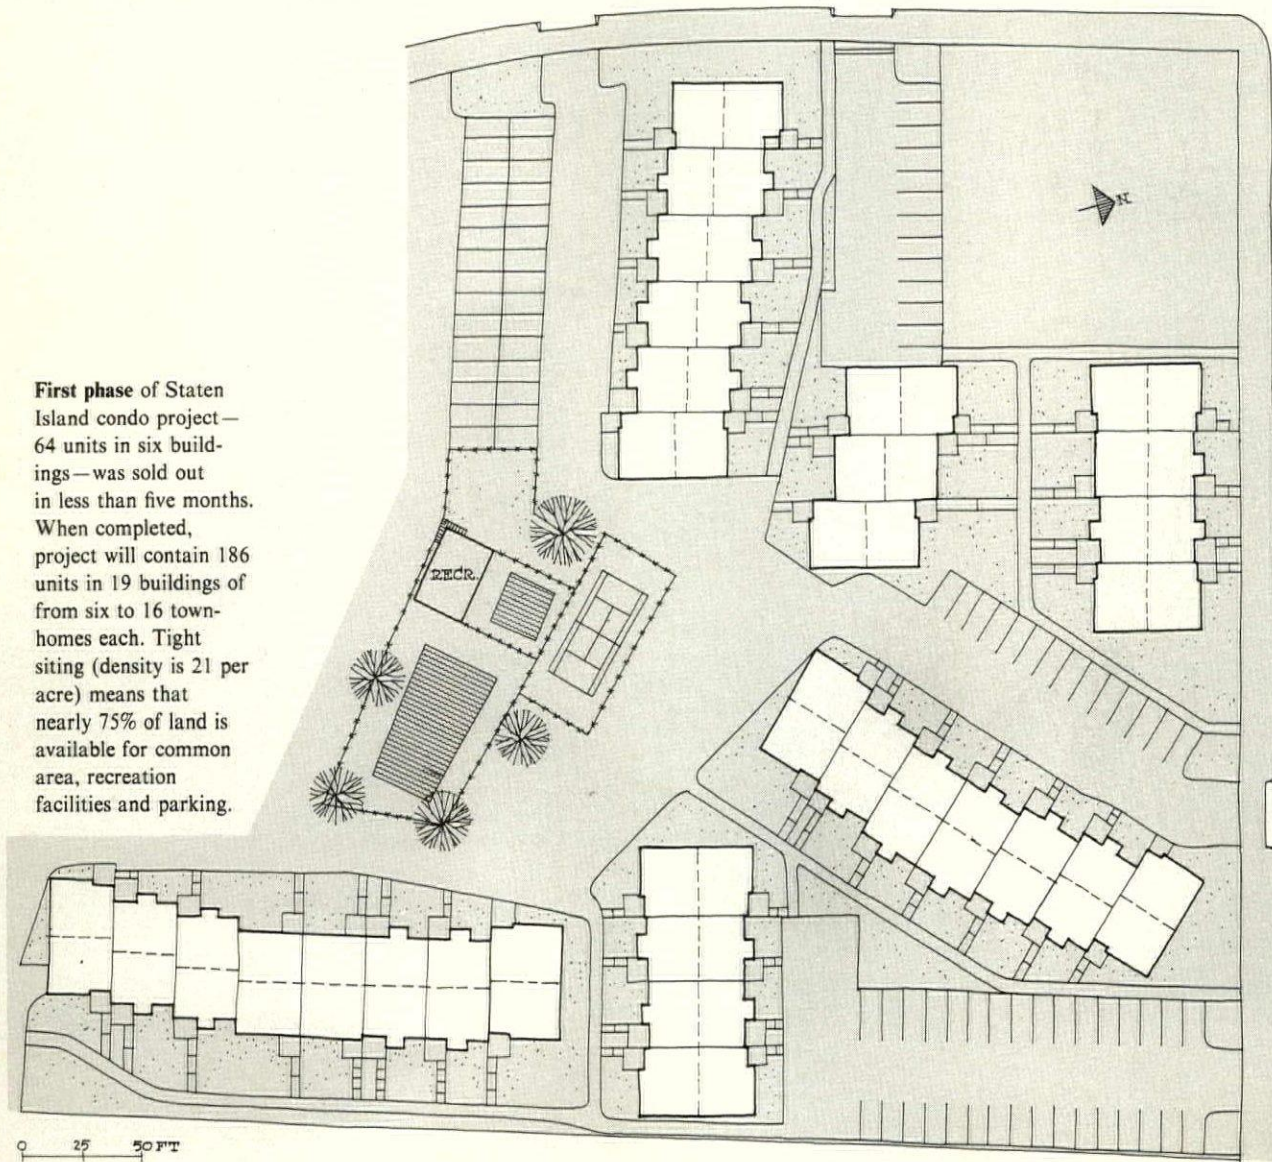 First phase of Staten
Island condo project—
64 units in six build-
ings—was sold out
in less than five months.
When completed,
project will contain 186
units in 19 buildings of
from six to 16 town-
homes each. Tight
siting (density is 21 per
acre) means that
nearly 75% of land is
available for common
area, recreation
facilities and parking.
N
RECR.
0 25 50 FT